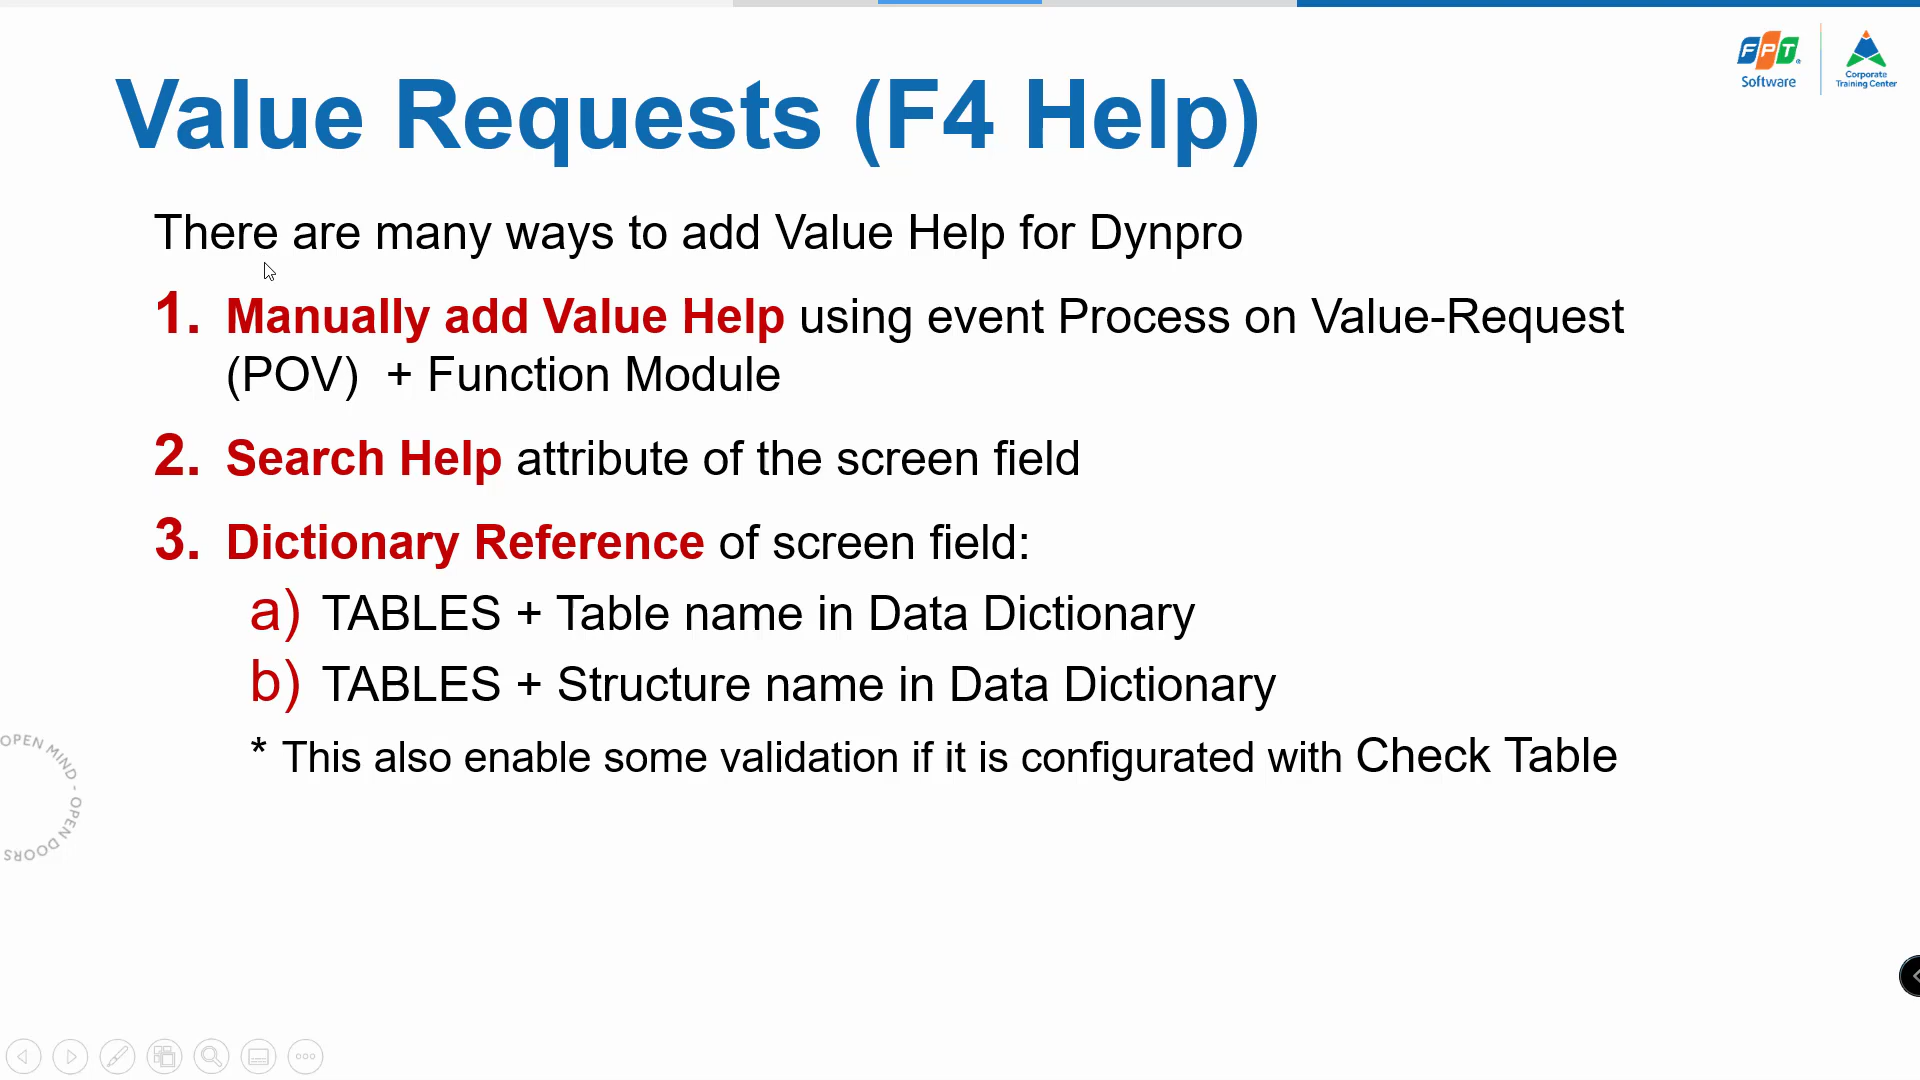 FPT
Software
Corporate
Training Center
Value Requests (F4 Help)
There are many ways to add Value Help for Dynpro
1. Manually add Value Help using event Process on Value-Request
(POV) + Function Module
2. Search Help attribute of the screen field
3. Dictionary Reference of screen field:
a) TABLES + Table name in Data Dictionary
b) TABLES + Structure name in Data Dictionary
* This also enable some validation if it is configurated with Check Table
OPEN MIND - OPEN DOORS